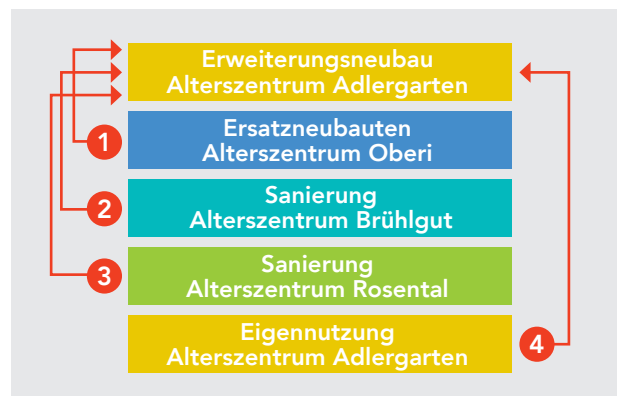 Erweiterungsneubau
Alterszentrum Adlergarten
1
Ersatzneubauten
Alterszentrum Oberi
2
Sanierung
Alterszentrum Brühlgut
3
Sanierung
Alterszentrum Rosental
Eigennutzung
Alterszentrum Adlergarten
4